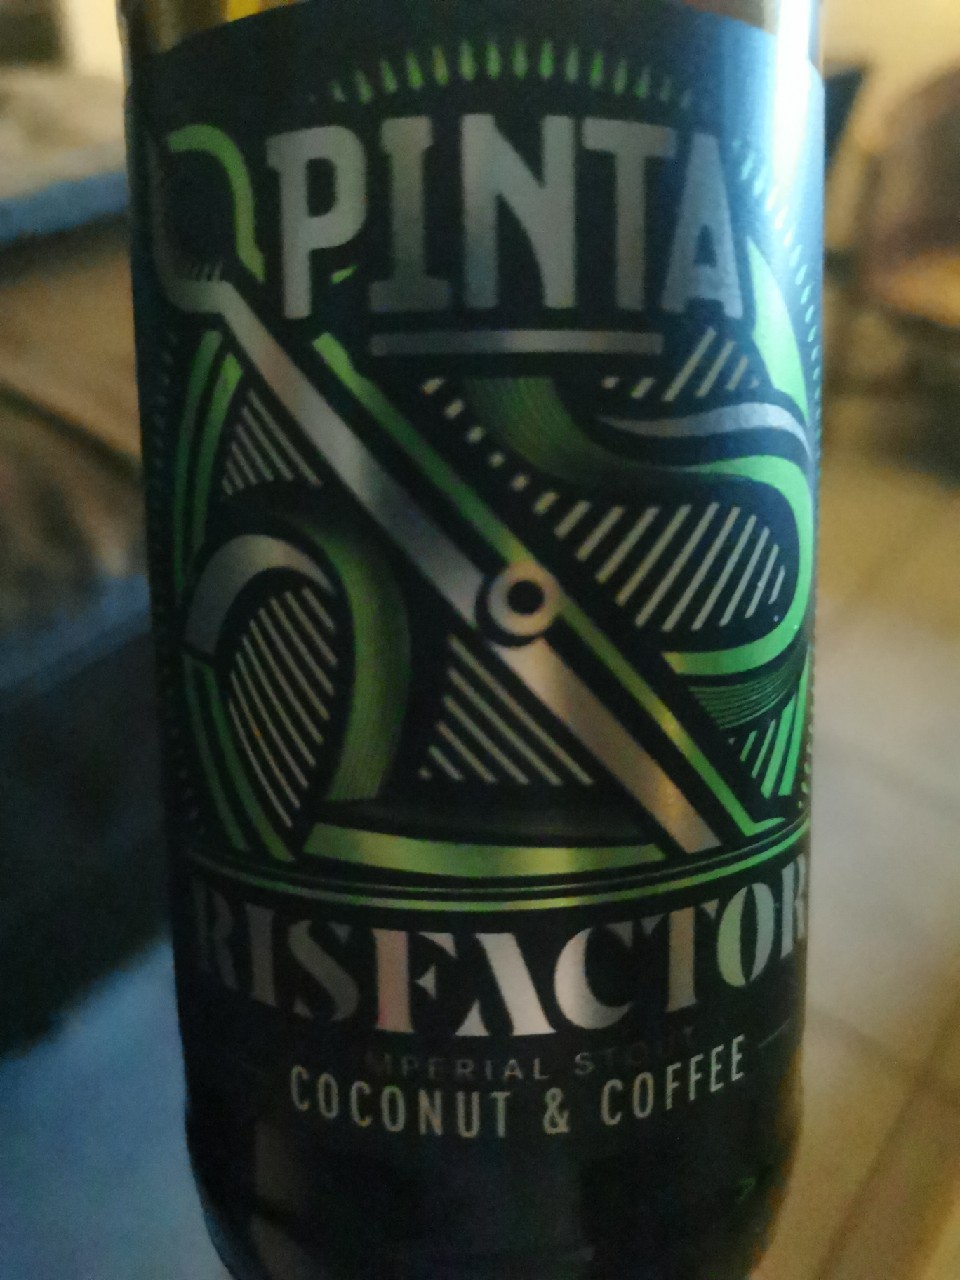 PINTA
RISFACTOR
IMPERIAL STOUT
COCONUT & COFFEE